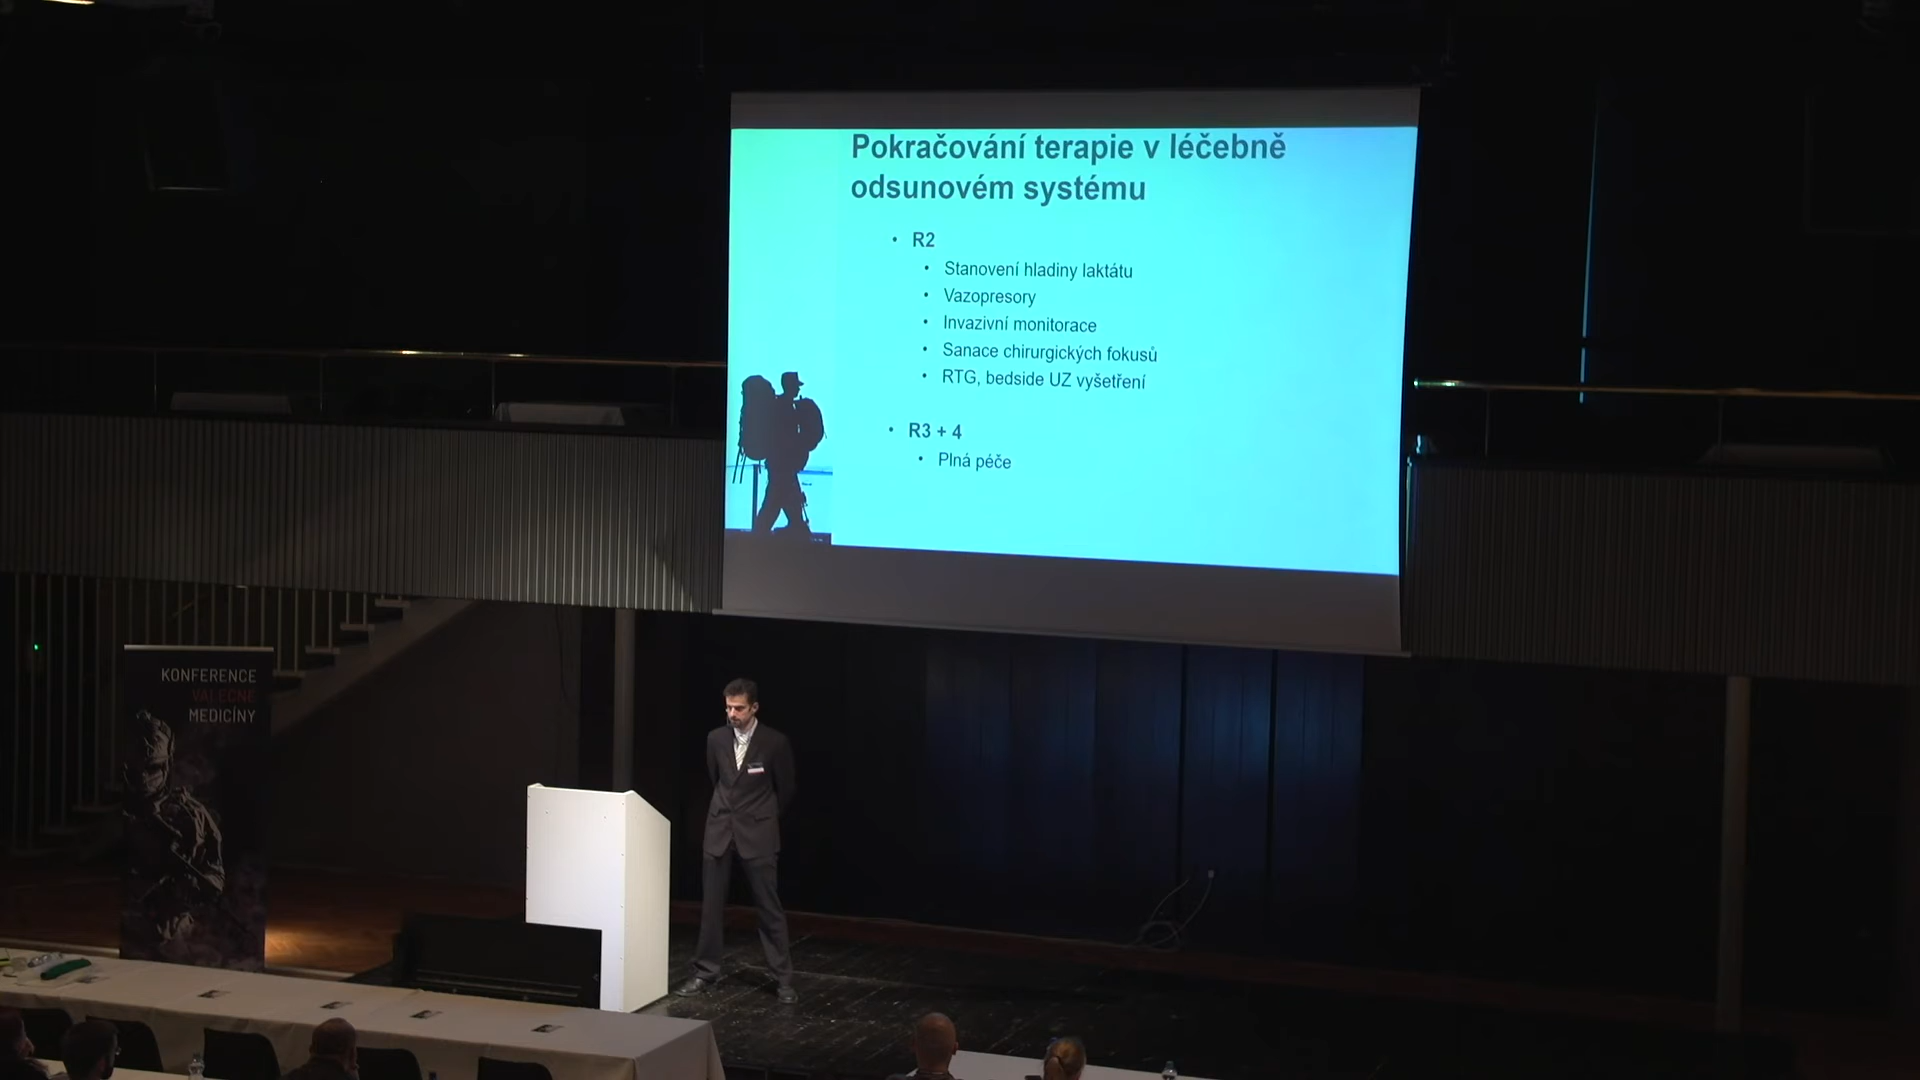 Pokračování terapie v léčebně
odsunovém systému
• R2
• Stanovení hladiny laktátu
• Vazopresory
• Invazivní monitorace
• Sanace chirurgických fokusů
• RTG, bedside UZ vyšetření
• R3 + 4
• Plná péče
KONFERENCE
VÁLEČNÉ
MEDICÍNY